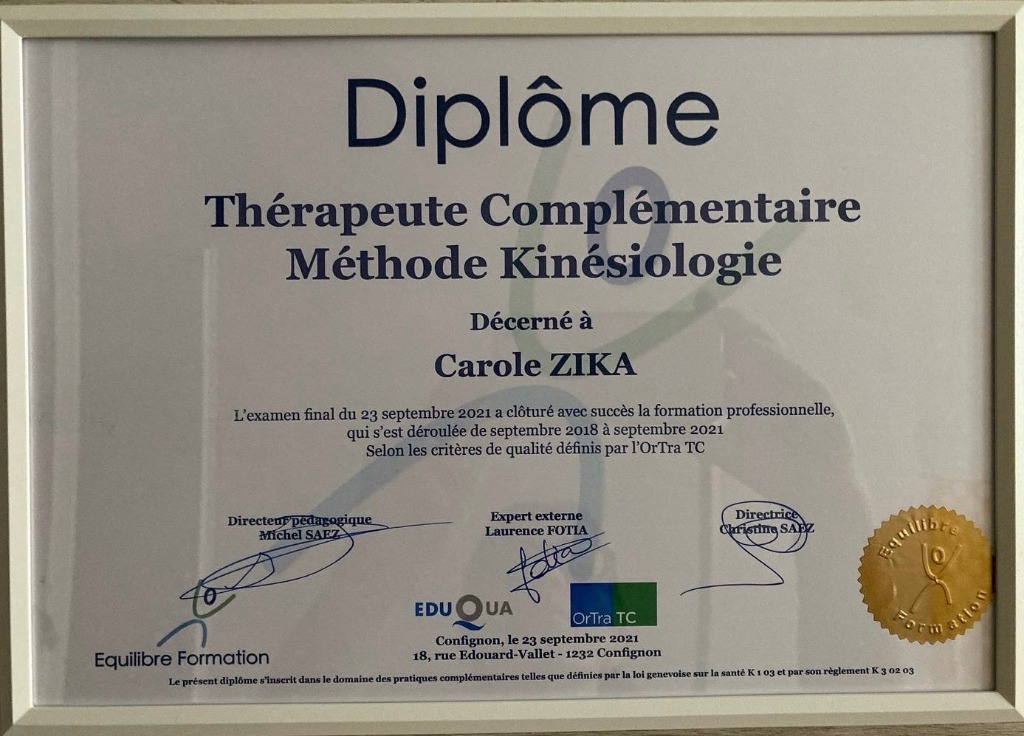 Diplôme
Thérapeute Complémentaire
Méthode Kinésiologie
Décerné à
Carole ZIKA
L'examen final du 23 septembre 2021 a clôturé avec succès la formation professionnelle,
qui s'est déroulée de septembre 2018 à septembre 2021
Selon les critères de qualité définis par l'OrTra TC
Directeur pédagogique
Michel SAEZ
Expert externe
Laurence FOTIA
Directrice
Christine SAEZ
Fotia
Equilibre
Formation
EDUQUA
OrTra TC
Equilibre Formation
Confignon, le 23 septembre 2021
18, rue Edouard-Vallet - 1232 Confignon
Le présent diplôme s'inscrit dans le domaine des pratiques complémentaires telles que définies par la loi genevoise sur la santé K 1 03 et par son règlement K 3 02 03